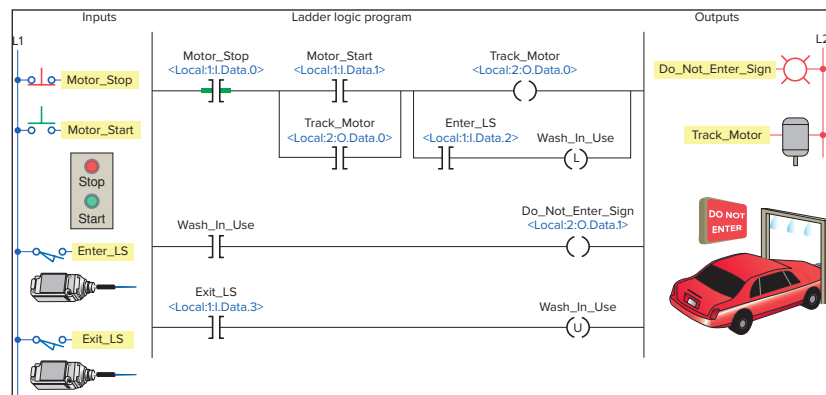 Inputs
Ladder logic program
Outputs
L1
L2
Motor_Stop
Motor_Start
Stop
Start
Enter_LS
Exit_LS
Motor_Stop
<Local:1:I.Data.0>
Motor_Start
<Local:1:I.Data.1>
Track_Motor
<Local:2:O.Data.0>
Track_Motor
<Local:2:O.Data.0>
Enter_LS
<Local:1:I.Data.2>
Wash_In_Use
L
Wash_In_Use
Do_Not_Enter_Sign
<Local:2:O.Data.1>
Exit_LS
<Local:1:I.Data.3>
Wash_In_Use
U
Do_Not_Enter_Sign
Track_Motor
DO NOT
ENTER